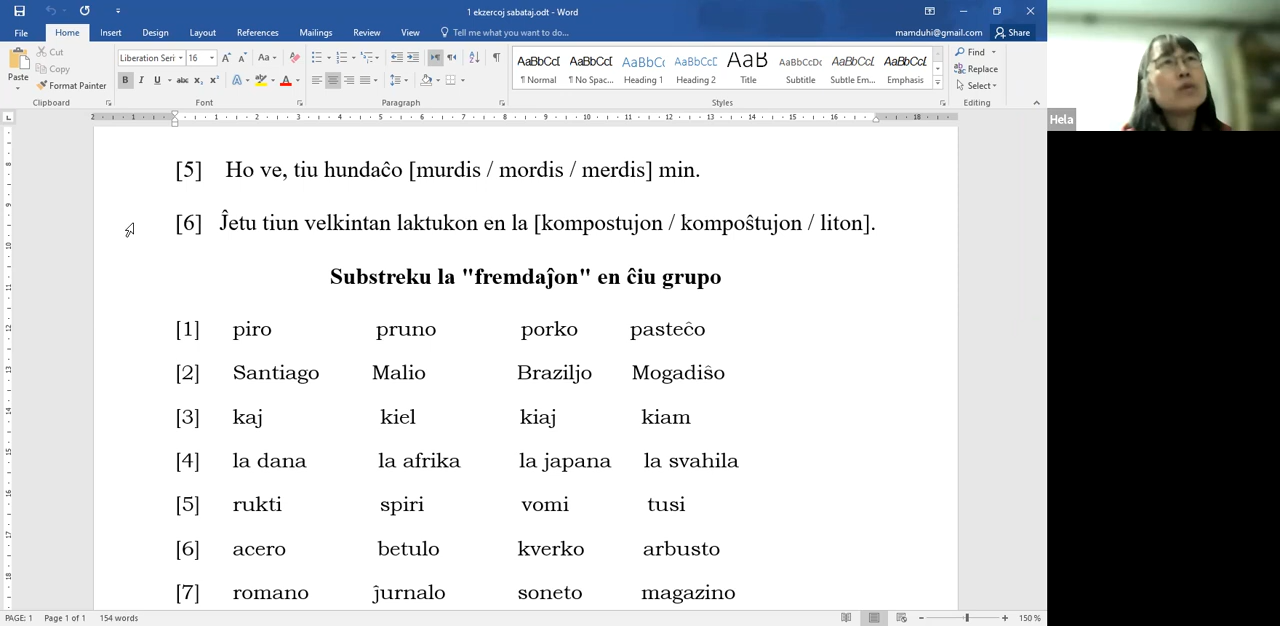 1 ekzercoj sabataj.odt - Word
File Home Insert Design Layout References Mailings Review View Tell me what you want to do... mamduhi@gmail.com Share
Paste Cut Copy Format Painter Clipboard
Liberation Seri 16 Font
Paragraph
AaBbCcI ¶ Normal AaBbCcI ¶ No Spac... AaBbCc Heading 1 AaBbCcI Heading 2 AaB Title AaBbCcDc Subtitle AaBbCcI Subtle Em... AaBbCcI Emphasis Styles
Find Replace Select Editing
Hela
[5] Ho ve, tiu hundaĉo [murdis / mordis / merdis] min.
[6] Ĵetu tiun velkintan laktukon en la [kompostujon / kompoŝtujon / liton].
Substreku la "fremdaĵon" en ĉiu grupo
[1] piro pruno porko pasteĉo
[2] Santiago Malio Braziljo Mogadiŝo
[3] kaj kiel kiaj kiam
[4] la dana la afrika la japana la svahila
[5] rukti spiri vomi tusi
[6] acero betulo kverko arbusto
[7] romano ĵurnalo soneto magazino
PAGE: 1 Page 1 of 1 154 words 150 %